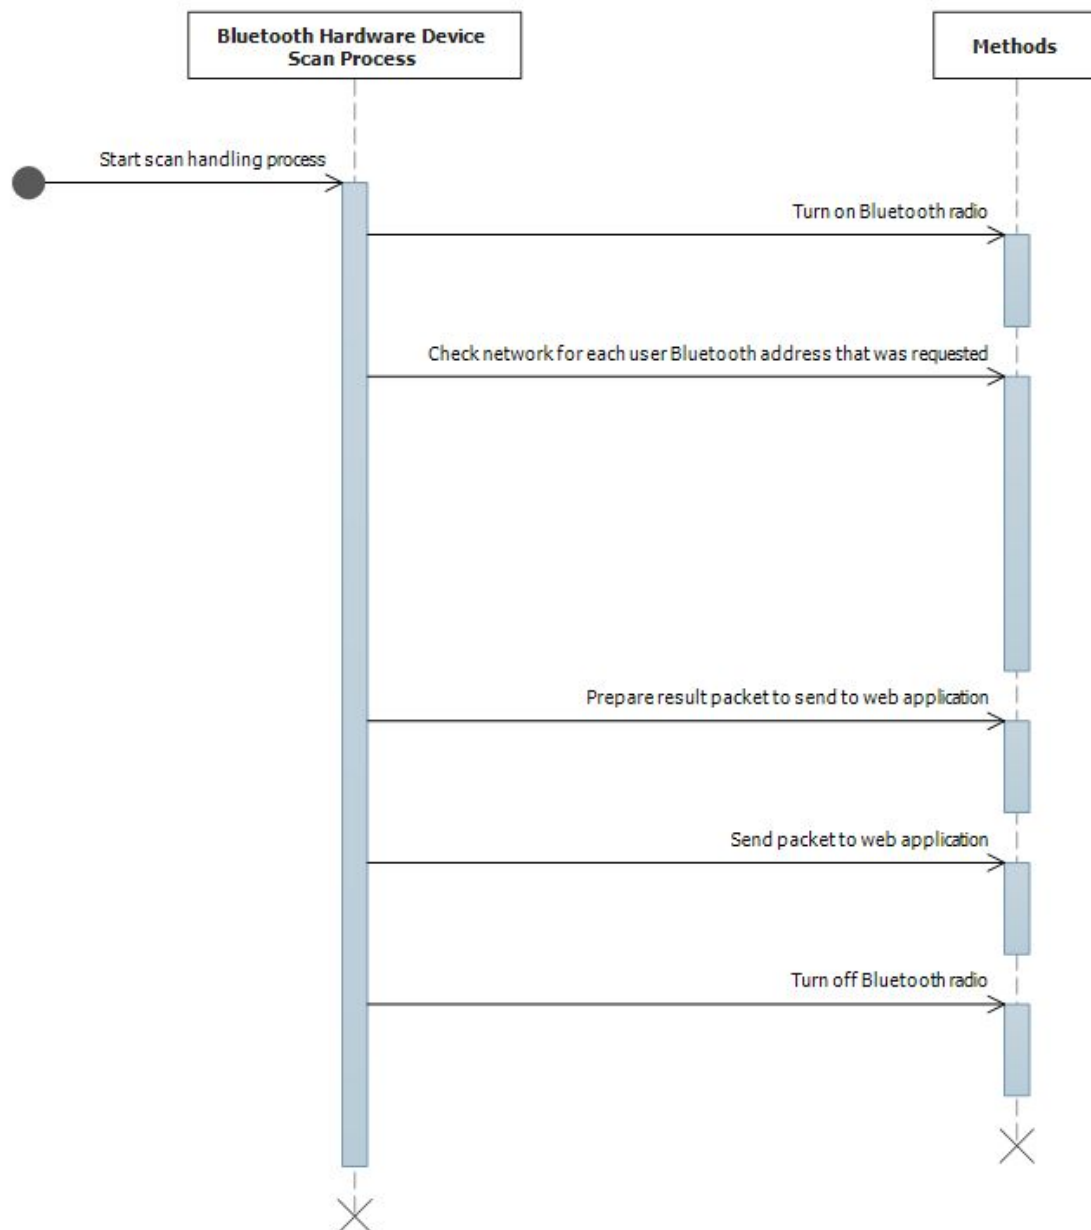 Bluetooth Hardware Device
Scan Process
Methods
Start scan handling process
Turn on Bluetooth radio
Check network for each user Bluetooth address that was requested
Prepare result packet to send to web application
Send packet to web application
Turn off Bluetooth radio